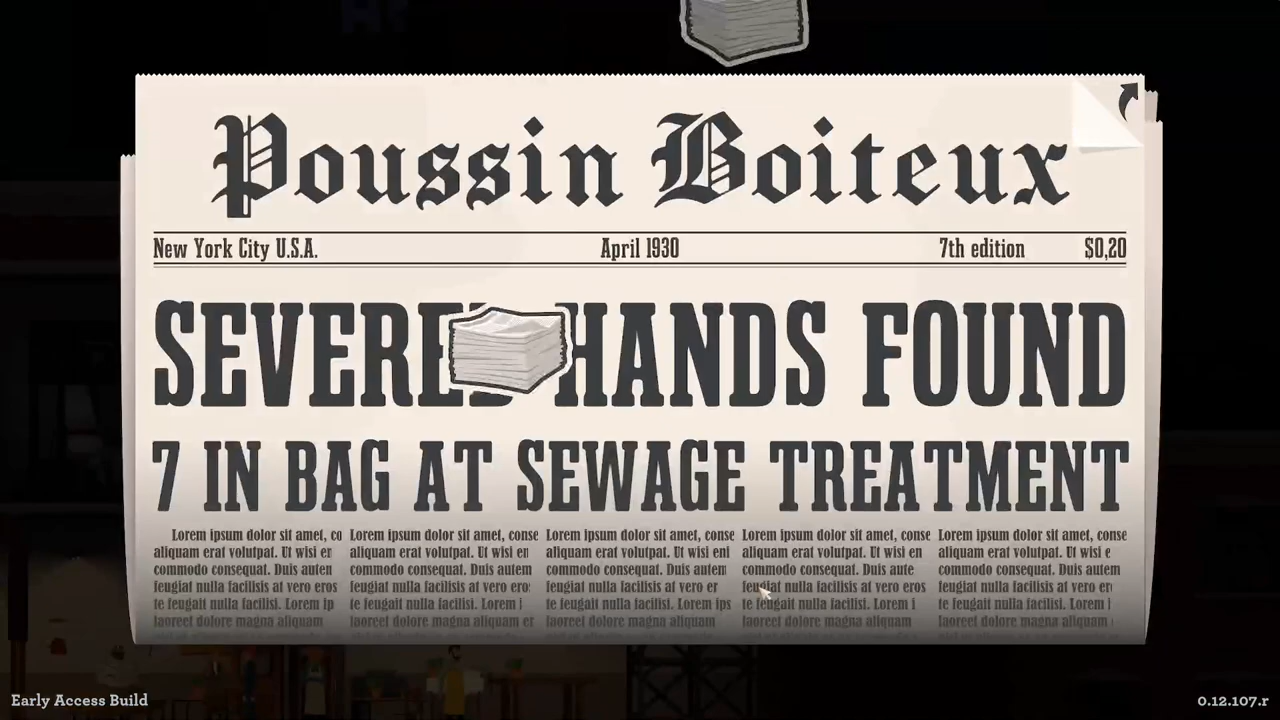 Poussin Boiteux
New York City U.S.A.
April 1930
7th edition
$0,20
SEVERED HANDS FOUND
7 IN BAG AT SEWAGE TREATMENT
Lorem ipsum dolor sit amet, co
aliquam erat volutpat. Ut wisi en
commodo consequat. Duis auten
feugiat nulla facilisis at vero eros
te feugait nulla facilisi. Lorem ip
laoreet dolore magna aliquam
Lorem ipsum dolor sit amet, conse
aliquam erat volutpat. Ut wisi en
commodo consequat. Duis autem
feugiat nulla facilisis at vero ero
te feugait nulla facilisi. Lorem i
laoreet dolore magna aliquam er
Lorem ipsum dolor sit amet, conse
aliquam erat volutpat. Ut wisi eni
commodo consequat. Duis autem
feugiat nulla facilisis at vero er
te feugait nulla facilisi. Lorem ips
laoreet dolore magna aliquam
Lorem ipsum dolor sit amet, conse
aliquam erat volutpat. Ut wisi en
commodo consequat. Duis aute
feugiat nulla facilisis at vero eros
te feugait nulla facilisi. Lorem i
laoreet dolore magna aliquam
Lorem ipsum dolor sit amet, conse
aliquam erat volutpat. Ut wisi e
commodo consequat. Duis autem
feugiat nulla facilisis at vero er
te feugait nulla facilisi. Lorem i
laoreet dolore magna aliquam
Early Access Build
0.12.107.r